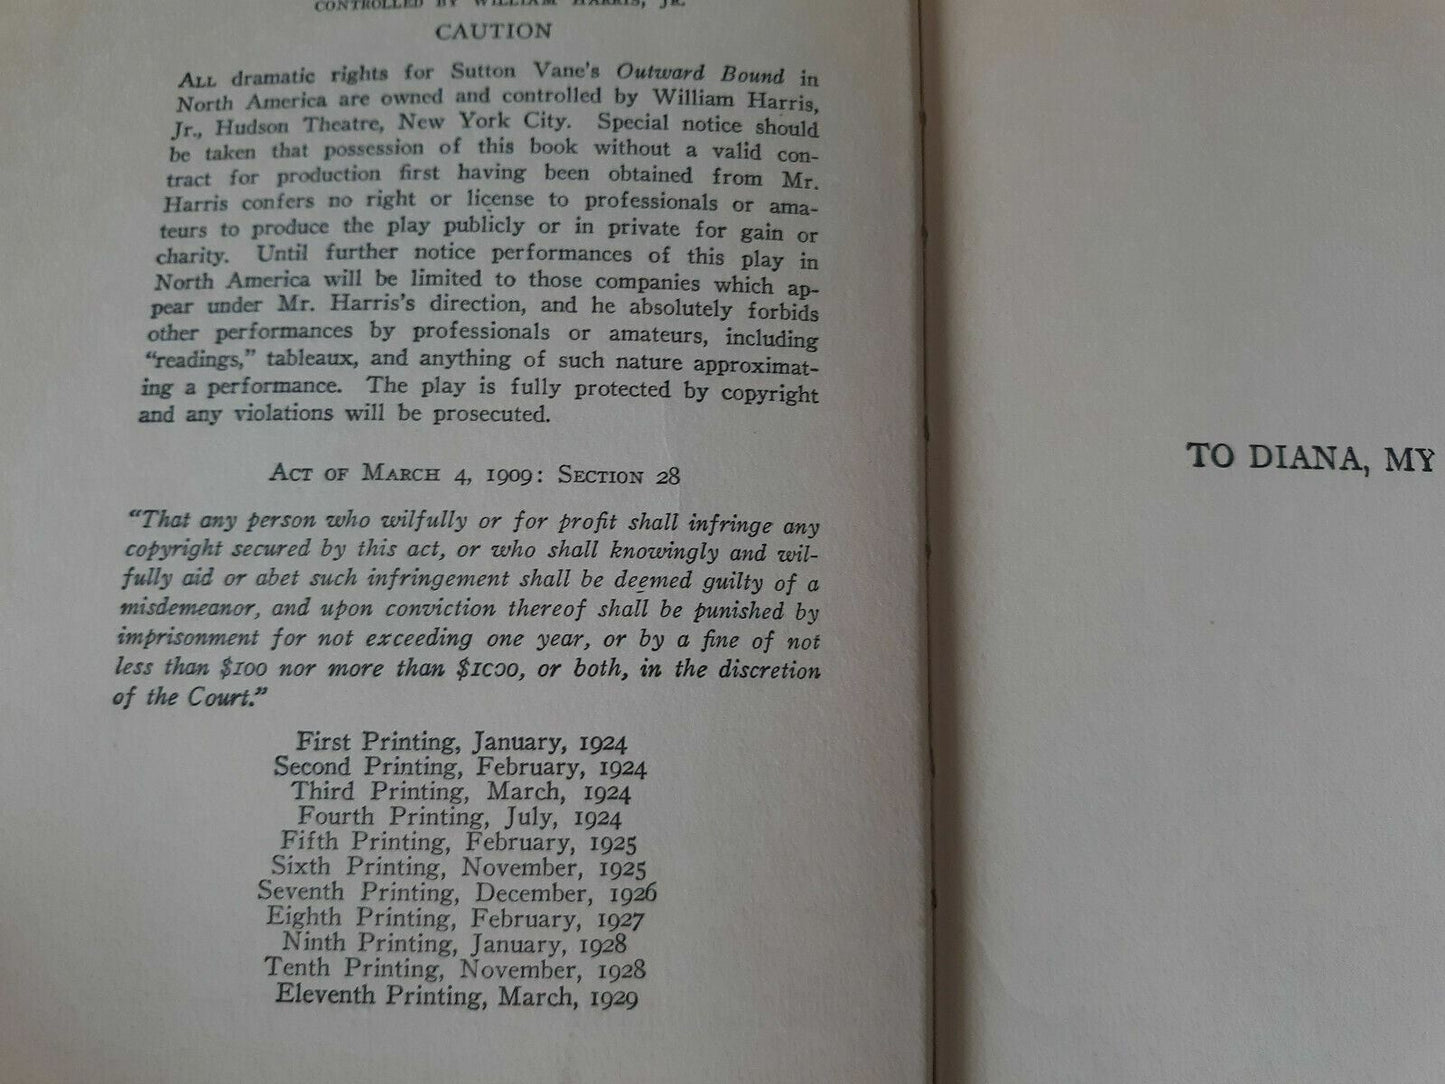 CONTROLLED BY WILLIAM HARRIS, JR.
CAUTION
ALL dramatic rights for Sutton Vane's Outward Bound in
North America are owned and controlled by William Harris,
Jr., Hudson Theatre, New York City. Special notice should
be taken that possession of this book without a valid con-
tract for production first having been obtained from Mr.
Harris confers no right or license to professionals or ama-
teurs to produce the play publicly or in private for gain or
charity. Until further notice performances of this play in
North America will be limited to those companies which ap-
pear under Mr. Harris's direction, and he absolutely forbids
other performances by professionals or amateurs, including
"readings," tableaux, and anything of such nature approximat-
ing a performance. The play is fully protected by copyright
and any violations will be prosecuted.
ACT OF MARCH 4, 1909: SECTION 28
"That any person who wilfully or for profit shall infringe any
copyright secured by this act, or who shall knowingly and wil-
fully aid or abet such infringement shall be deemed guilty of a
misdemeanor, and upon conviction thereof shall be punished by
imprisonment for not exceeding one year, or by a fine of not
less than $100 nor more than $1000, or both, in the discretion
of the Court."
First Printing, January, 1924
Second Printing, February, 1924
Third Printing, March, 1924
Fourth Printing, July, 1924
Fifth Printing, February, 1925
Sixth Printing, November, 1925
Seventh Printing, December, 1926
Eighth Printing, February, 1927
Ninth Printing, January, 1928
Tenth Printing, November, 1928
Eleventh Printing, March, 1929
TO DIANA, MY